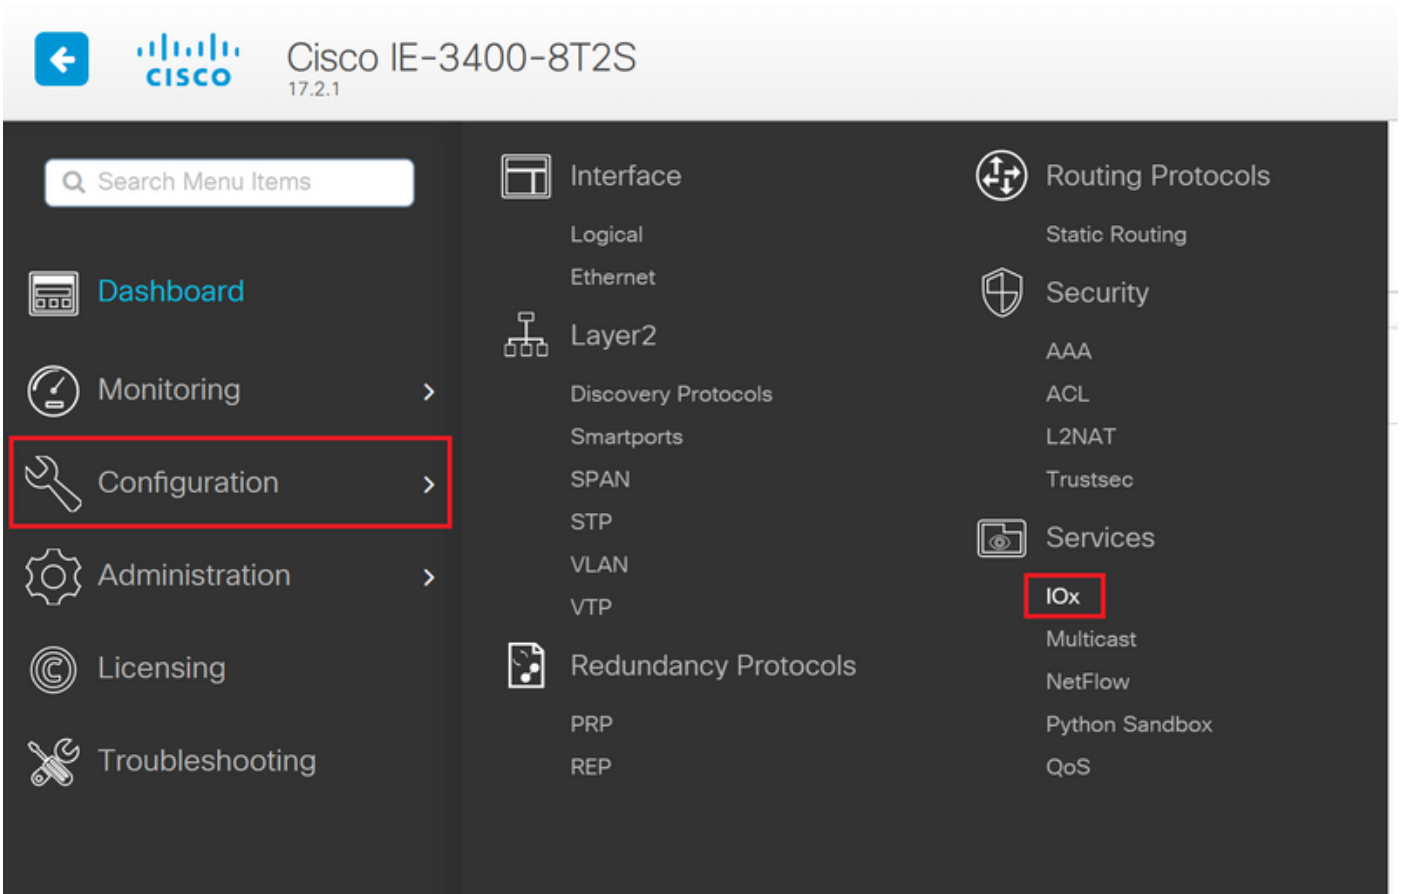 CISCO
Cisco IE-3400-8T2S
17.2.1
Search Menu Items
Dashboard
Monitoring
Configuration
Administration
Licensing
Troubleshooting
Interface
Logical
Ethernet
Layer2
Discovery Protocols
Smartports
SPAN
STP
VLAN
VTP
Redundancy Protocols
PRP
REP
Routing Protocols
Static Routing
Security
AAA
ACL
L2NAT
Trustsec
Services
IOx
Multicast
NetFlow
Python Sandbox
QoS